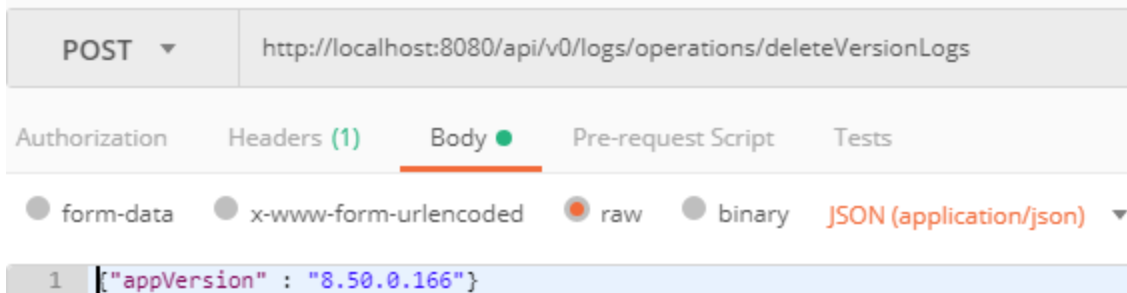 POST http://localhost:8080/api/v0/logs/operations/deleteVersionLogs
Authorization Headers (1) Body Pre-request Script Tests
form-data x-www-form-urlencoded raw binary JSON (application/json)
1 {"appVersion" : "8.50.0.166"}